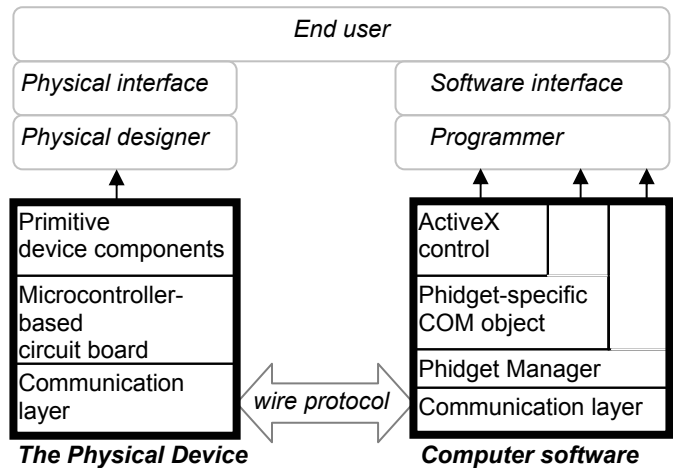 End user
Physical interface
Physical designer
Software interface
Programmer
Primitive
device components
Microcontroller-
based
circuit board
Communication
layer
wire protocol
ActiveX
control
Phidget-specific
COM object
Phidget Manager
Communication layer
The Physical Device
Computer software